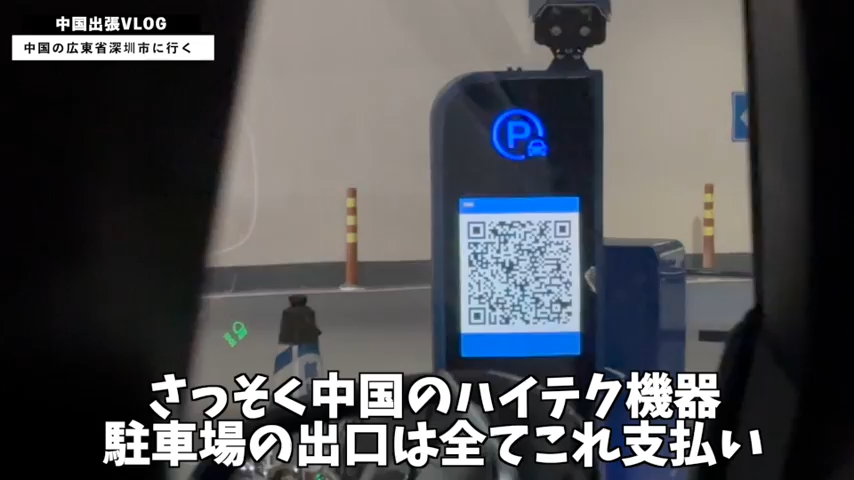 中国出張VLOG
中国の広東省深圳市に行く
P
さっそく中国のハイテク機器
駐車場の出口は全てこれ支払い